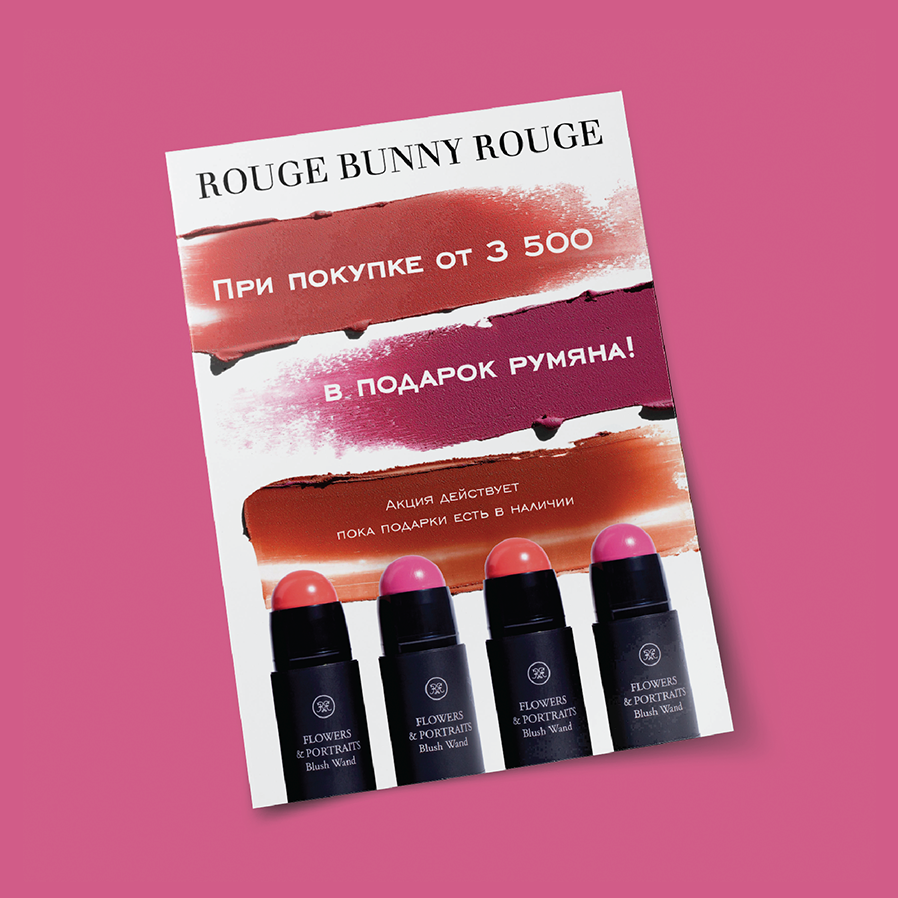 ROUGE BUNNY ROUGE
При покупке от 3 500
в подарок румяна!
Акция действует
пока подарки есть в наличии
FLOWERS
& PORTRAITS
Blush Wand
FLOWERS
& PORTRAITS
Blush Wand
FLOWERS
& PORTRAITS
Blush Wand
FLOWERS
& PORTRAITS
Blush Wand